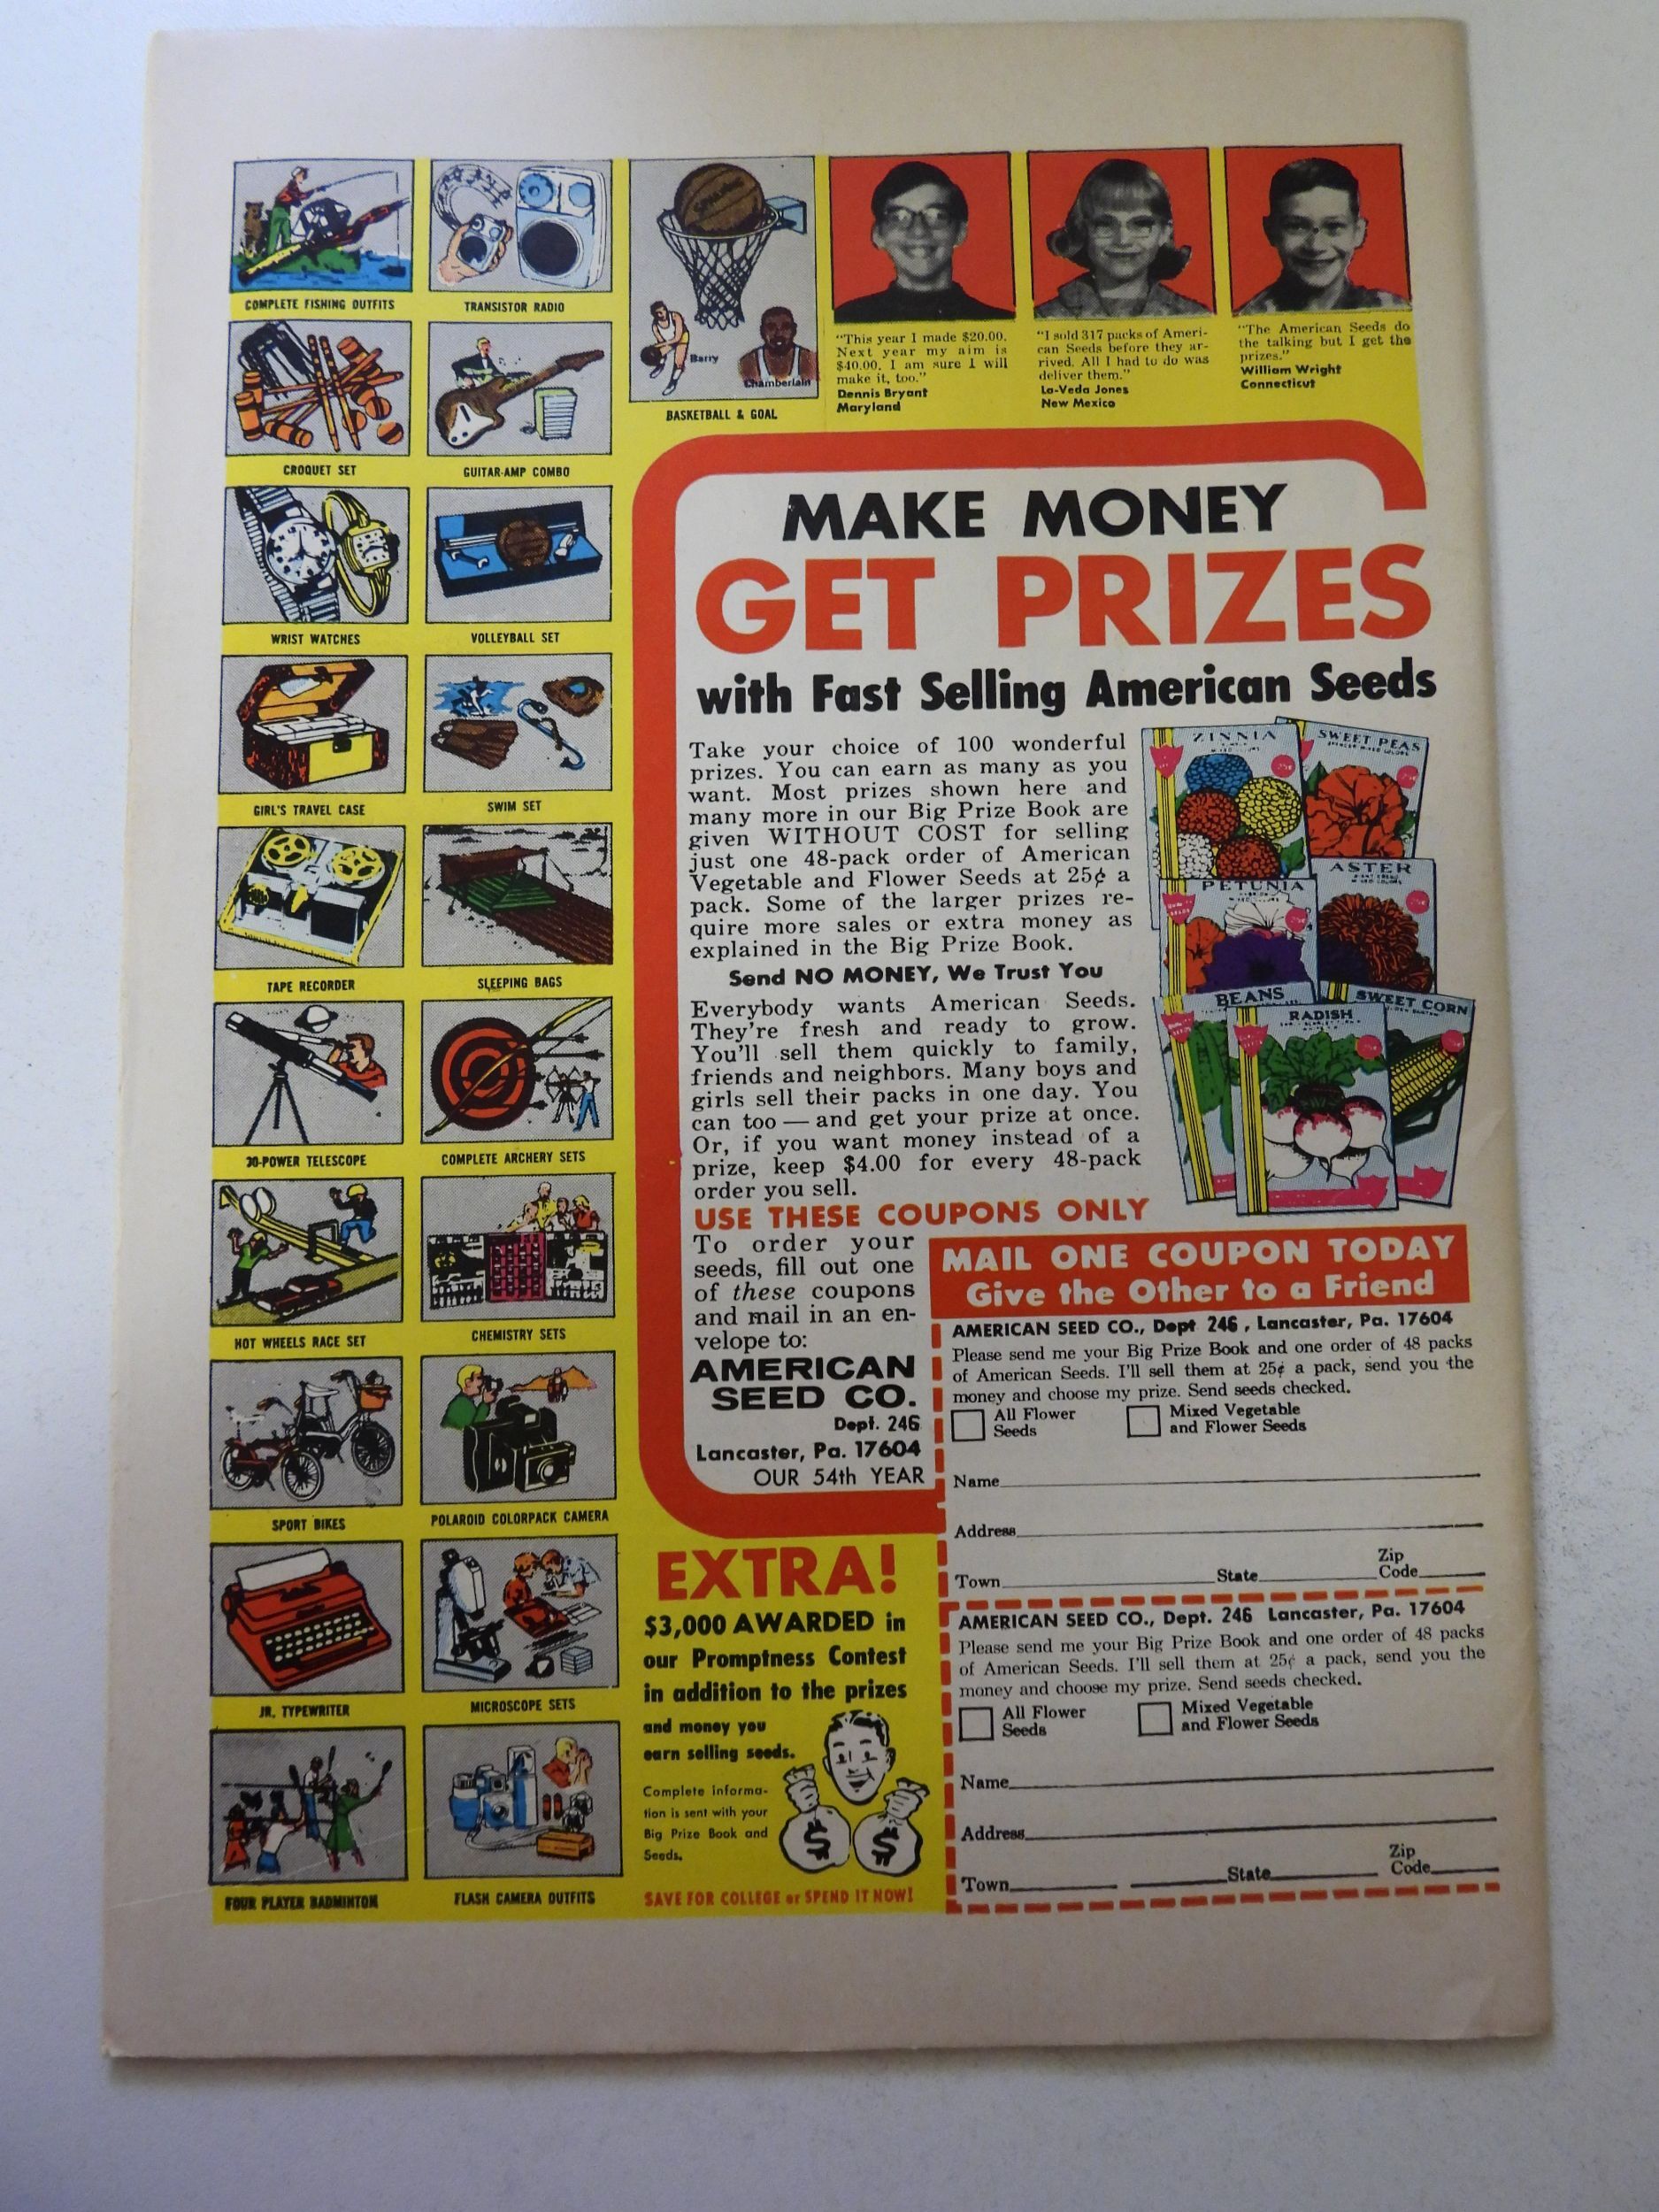 COMPLETE FISHING OUTFITS
TRANSISTOR RADIO
CROQUET SET
GUITAR-AMP COMBO
WRIST WATCHES
VOLLEYBALL SET
GIRL'S TRAVEL CASE
SWIM SET
TAPE RECORDER
SLEEPING BAGS
30-POWER TELESCOPE
COMPLETE ARCHERY SETS
HOT WHEELS RACE SET
CHEMISTRY SETS
SPORT BIKES
POLAROID COLORPACK CAMERA
JR. TYPEWRITER
MICROSCOPE SETS
FOUR PLAYER BADMINTON
FLASH CAMERA OUTFITS
Barry
Chamberlain
BASKETBALL & GOAL
"This year I made $20.00.
Next year my aim is
$40.00. I am sure I will
make it, too."
Dennis Bryant
Maryland
"I sold 317 packs of Ameri-
can Seeds before they ar-
rived. All I had to do was
deliver them."
La-Veda Jones
New Mexico
"The American Seeds do
the talking but I get the
prizes."
William Wright
Connecticut
MAKE MONEY
GET PRIZES
with Fast Selling American Seeds
Take your choice of 100 wonderful
prizes. You can earn as many as you
want. Most prizes shown here and
many more in our Big Prize Book are
given WITHOUT COST for selling
just one 48-pack order of American
Vegetable and Flower Seeds at 25¢ a
pack. Some of the larger prizes re-
quire more sales or extra money as
explained in the Big Prize Book.
Send NO MONEY, We Trust You
Everybody wants American Seeds.
They're fresh and ready to grow.
You'll sell them quickly to family,
friends and neighbors. Many boys and
girls sell their packs in one day. You
can too — and get your prize at once.
Or, if you want money instead of a
prize, keep $4.00 for every 48-pack
order you sell.
ZINNIA
SWEET PEAS
PETUNIA
ASTER
BEANS
RADISH
SWEET CORN
USE THESE COUPONS ONLY
To order your
seeds, fill out one
of these coupons
and mail in an en-
velope to:
AMERICAN
SEED CO.
Dept. 246
Lancaster, Pa. 17604
OUR 54th YEAR
EXTRA!
$3,000 AWARDED in
our Promptness Contest
in addition to the prizes
and money you
earn selling seeds.
Complete informa-
tion is sent with your
Big Prize Book and
Seeds.
$ $
SAVE FOR COLLEGE or SPEND IT NOW!
MAIL ONE COUPON TODAY
Give the Other to a Friend
AMERICAN SEED CO., Dept 246, Lancaster, Pa. 17604
Please send me your Big Prize Book and one order of 48 packs
of American Seeds. I'll sell them at 25¢ a pack, send you the
money and choose my prize. Send seeds checked.
All Flower
Seeds
Mixed Vegetable
and Flower Seeds
Name
Address
Town State Zip
Code
AMERICAN SEED CO., Dept. 246 Lancaster, Pa. 17604
Please send me your Big Prize Book and one order of 48 packs
of American Seeds. I'll sell them at 25¢ a pack, send you the
money and choose my prize. Send seeds checked.
All Flower
Seeds
Mixed Vegetable
and Flower Seeds
Name
Address
Town State Zip
Code